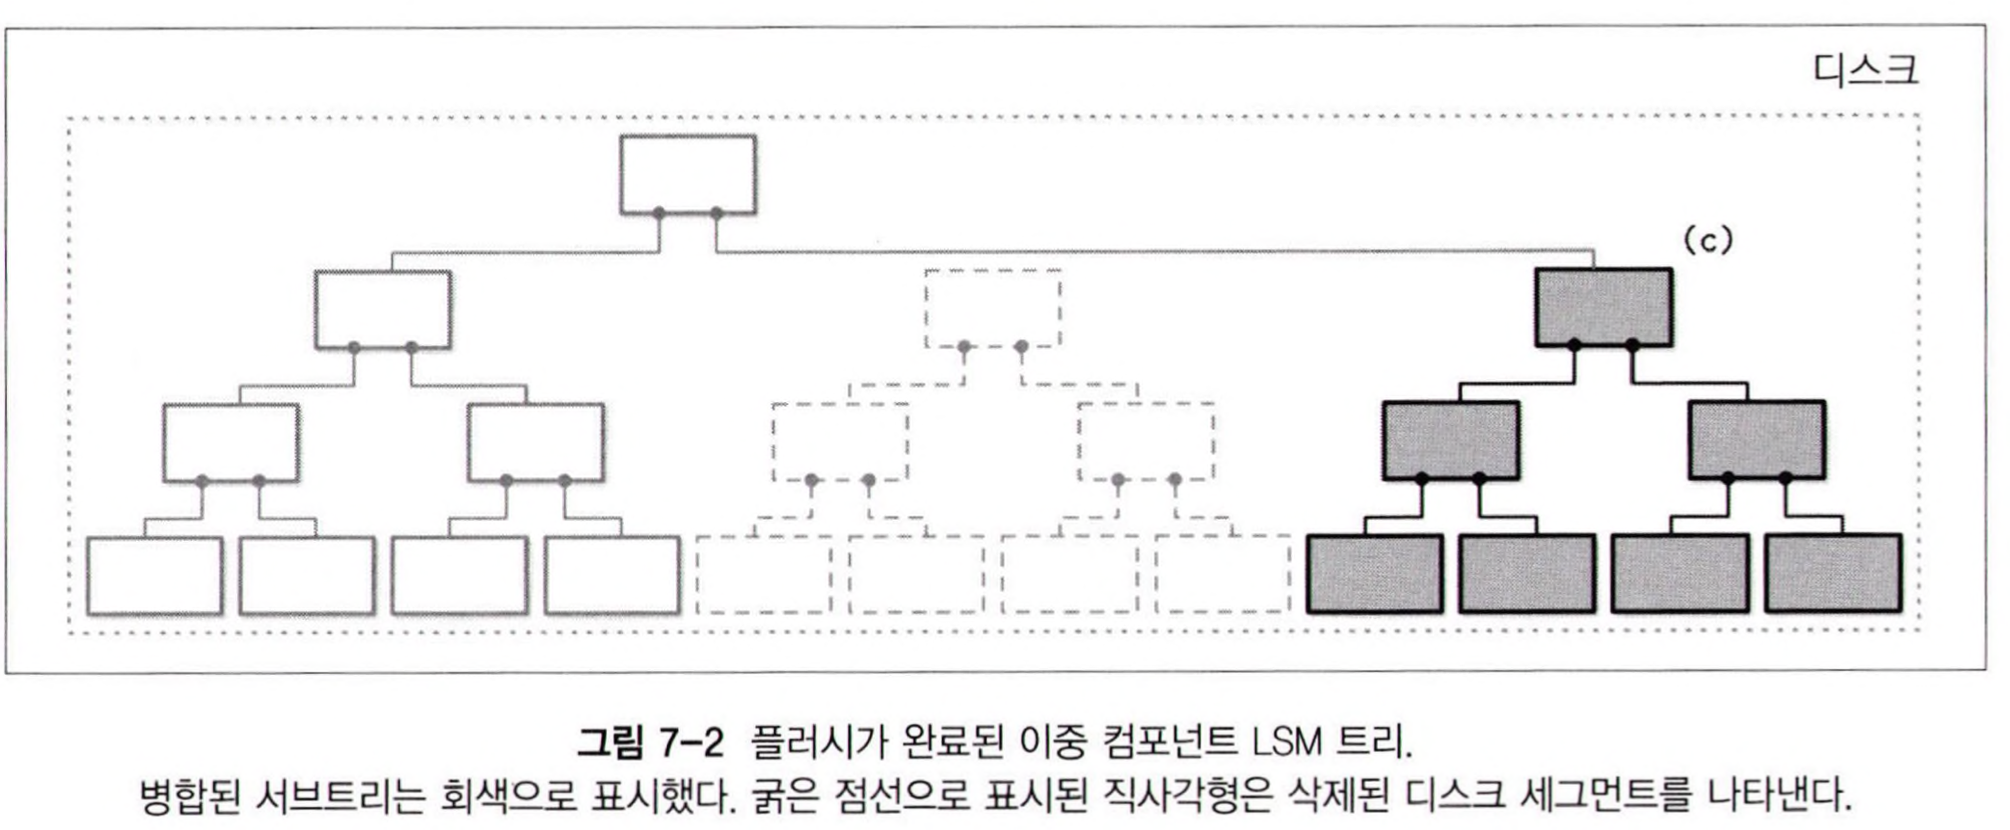 디스크
(c)
그림 7-2 플러시가 완료된 이중 컴포넌트 LSM 트리.
병합된 서브트리는 회색으로 표시했다. 굵은 점선으로 표시된 직사각형은 삭제된 디스크 세그먼트를 나타낸다.